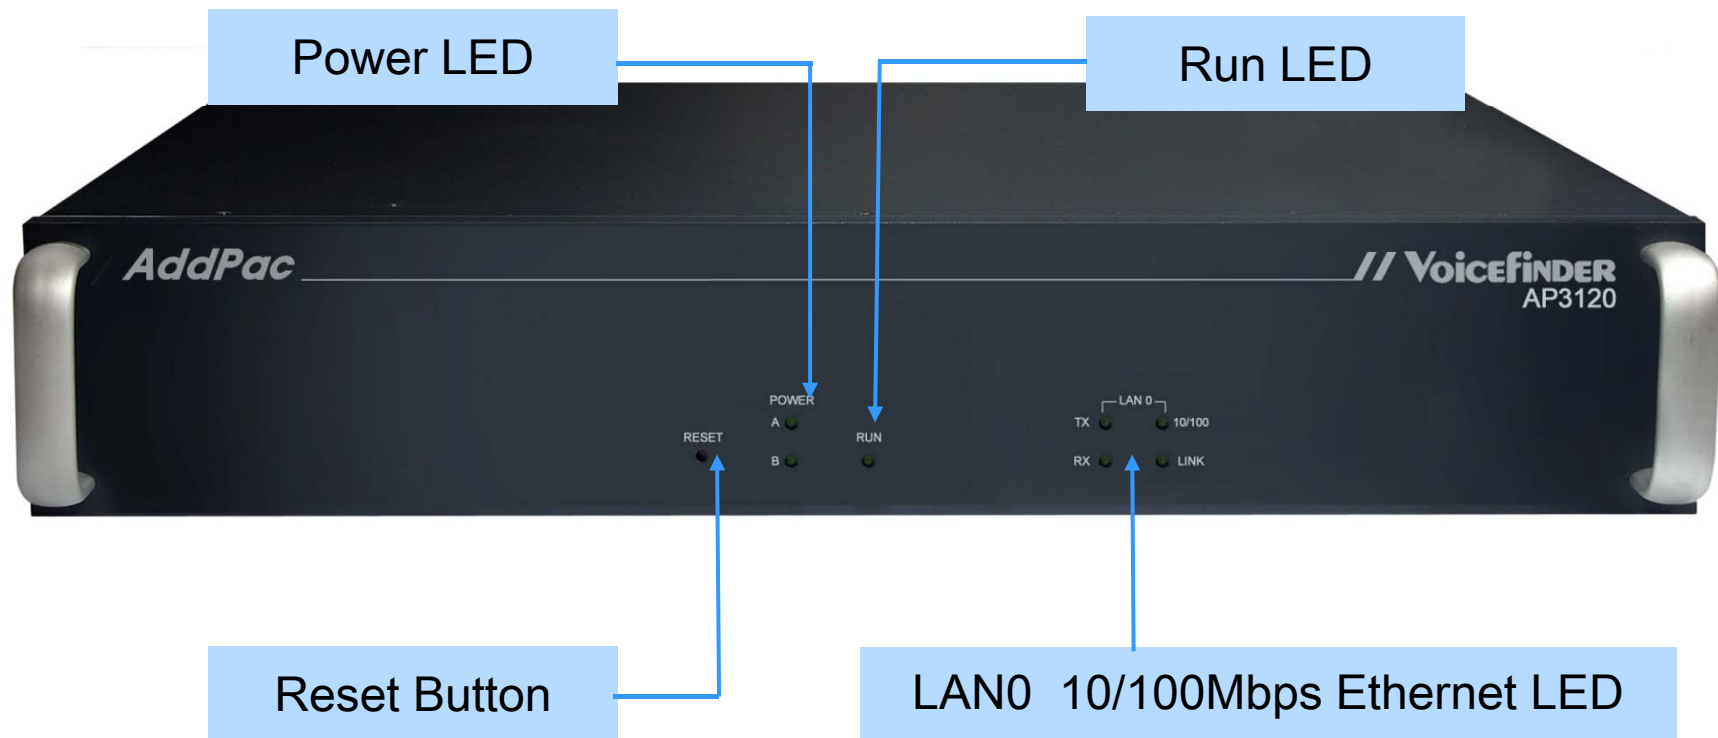 Power LED
Run LED
AddPac
// VoiceFinder
AP3120
POWER
LAN 0
A
TX
10/100
RESET
RUN
B
RX
LINK
Reset Button
LAN0 10/100Mbps Ethernet LED